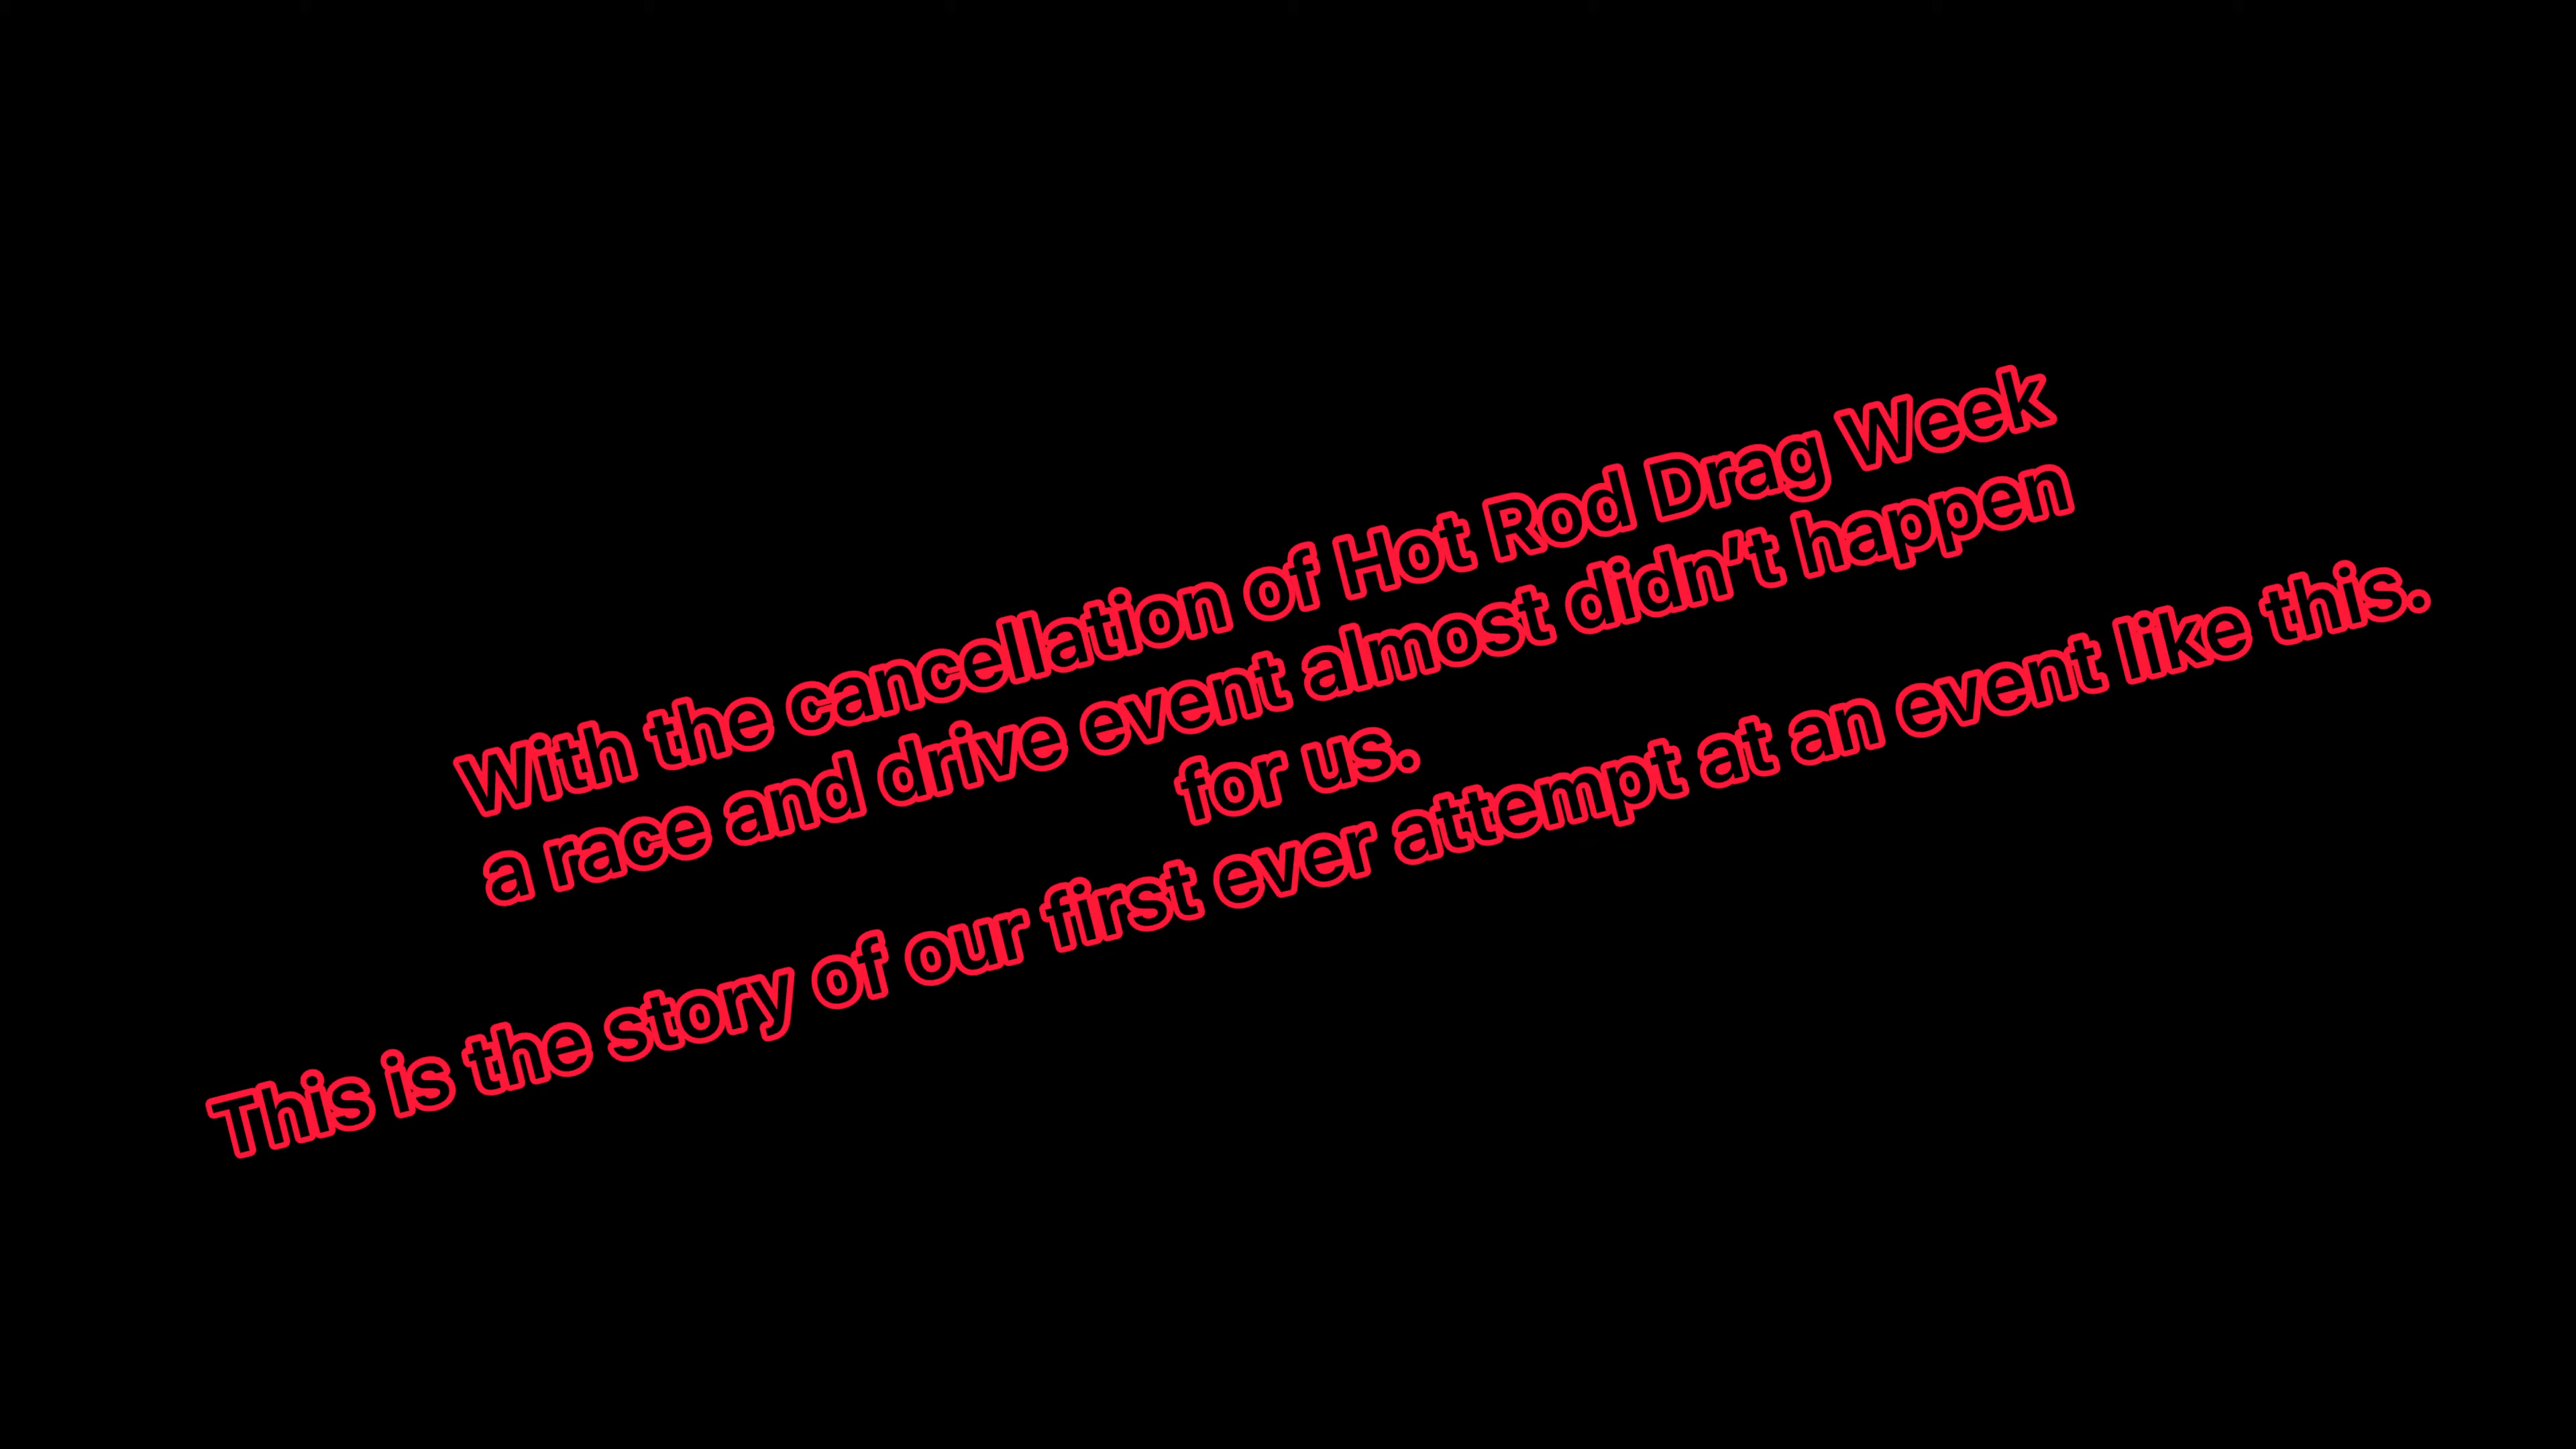 With the cancellation of Hot Rod Drag Week
a race and drive event almost didn't happen
for us.
This is the story of our first ever attempt at an event like this.